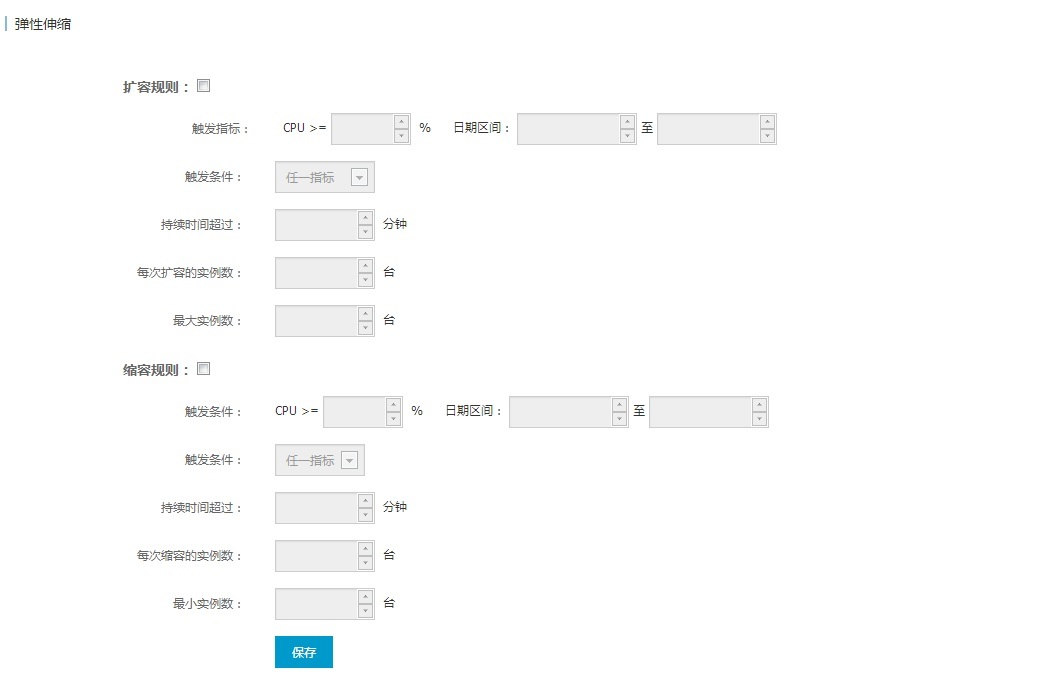 弹性伸缩
扩容规则：
触发指标： CPU >= % 日期区间： 至
触发条件： 任一指标
持续时间超过： 分钟
每次扩容的实例数： 台
最大实例数： 台
缩容规则：
触发条件： CPU >= % 日期区间： 至
触发条件： 任一指标
持续时间超过： 分钟
每次缩容的实例数： 台
最小实例数： 台
保存